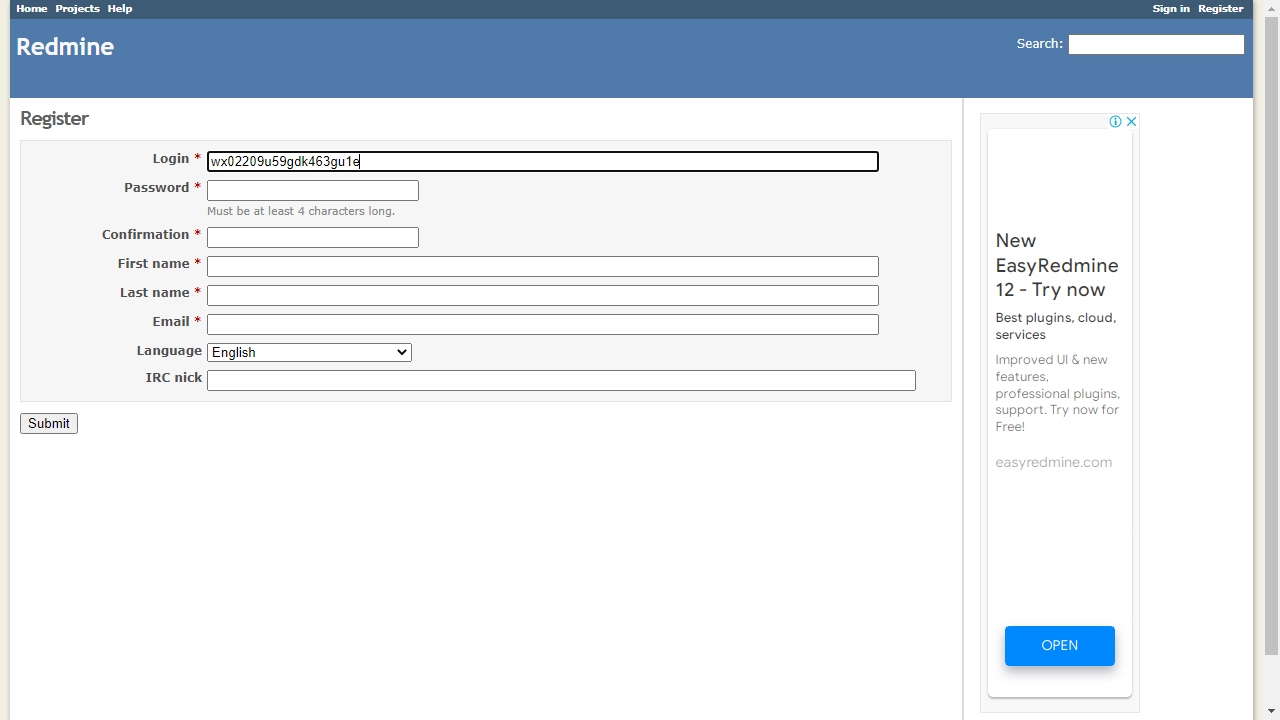 Home Projects Help Sign in Register
Redmine
Search:
Register
Login *
wx02209u59gdk463gu1e
Password *
Must be at least 4 characters long.
Confirmation *
First name *
Last name *
Email *
Language
English
IRC nick
Submit
New
EasyRedmine
12 - Try now
Best plugins, cloud,
services
Improved UI & new
features,
professional plugins,
support. Try now for
Free!
easyredmine.com
OPEN